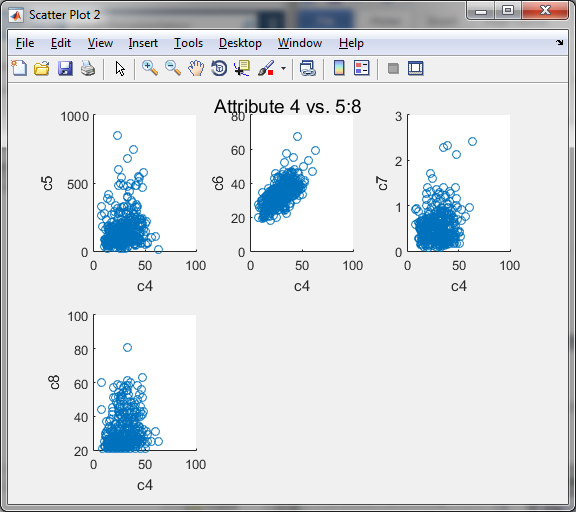 Scatter Plot 2
File Edit View Insert Tools Desktop Window Help
Attribute 4 vs. 5:8
1000
500
0
c5
0 50 100
c4
80
60
40
20
0
c6
0 50 100
c4
3
2
1
0
c7
0 50 100
c4
100
80
60
40
20
c8
0 50 100
c4